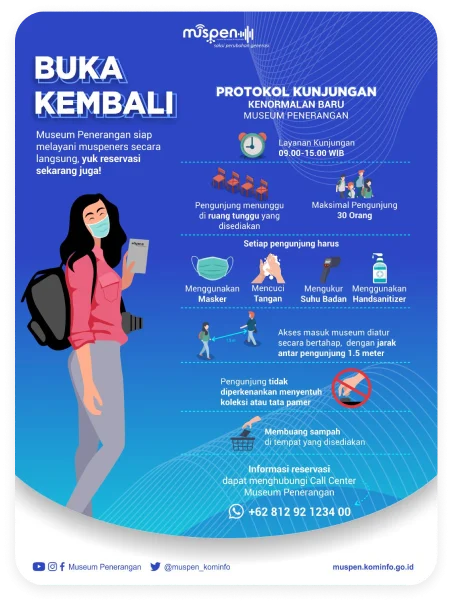 muspen
saksi perubahan generasi
BUKA
KEMBALI
Museum Penerangan siap
melayani muspeners secara
langsung, yuk reservasi
sekarang juga!
PROTOKOL KUNJUNGAN
KENORMALAN BARU
MUSEUM PENERANGAN
Layanan Kunjungan
09.00-15.00 WIB
Pengunjung menunggu
di ruang tunggu yang
disediakan
Maksimal Pengunjung
30 Orang
Setiap pengunjung harus
Menggunakan
Masker
Mencuci
Tangan
Mengukur
Suhu Badan
Menggunakan
Handsanitizer
Akses masuk museum diatur
secara bertahap, dengan jarak
antar pengunjung 1.5 meter
Pengunjung tidak
diperkenankan menyentuh
koleksi atau tata pamer
Membuang sampah
di tempat yang disediakan
Informasi reservasi
dapat menghubungi Call Center
Museum Penerangan
+62 812 92 1234 00
Museum Penerangan
@muspen_kominfo
muspen.kominfo.go.id